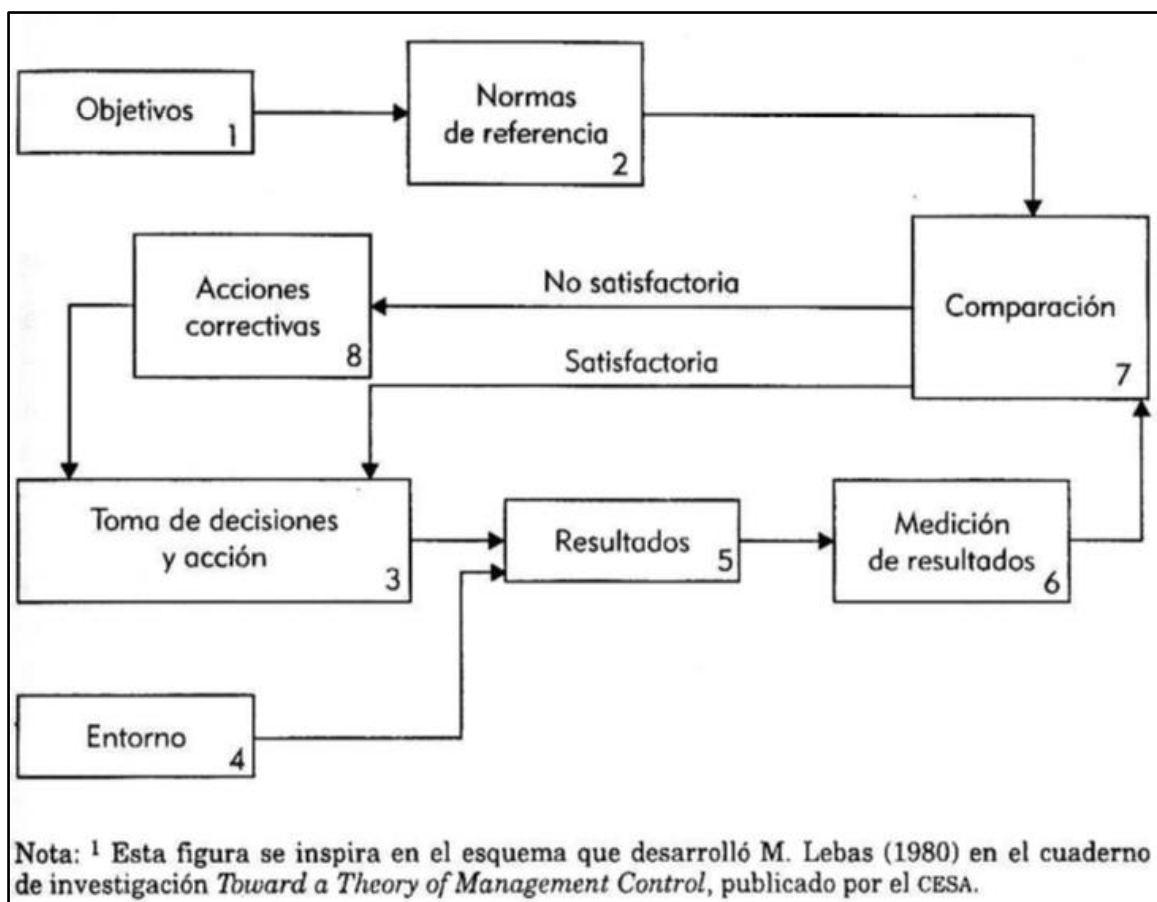 Objetivos
1
Normas
de referencia
2
Acciones
correctivas
8
No satisfactoria
Satisfactoria
Comparación
7
Toma de decisiones
y acción
3
Resultados
5
Medición
de resultados
6
Entorno
4
Nota: ¹ Esta figura se inspira en el esquema que desarrolló M. Lebas (1980) en el cuaderno
de investigación Toward a Theory of Management Control, publicado por el CESA.